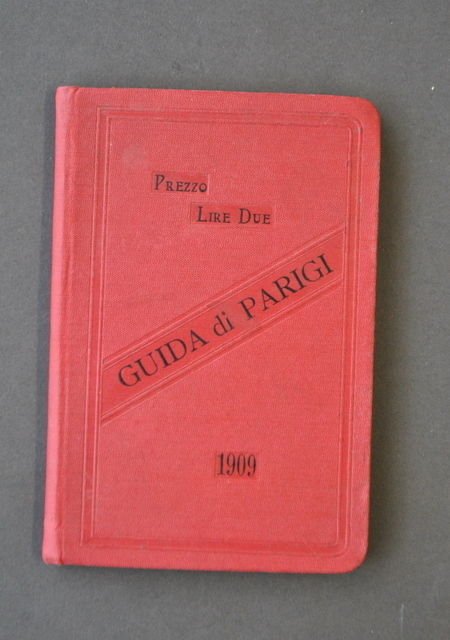 PREZZO
LIRE DUE
GUIDA di PARIGI
1909